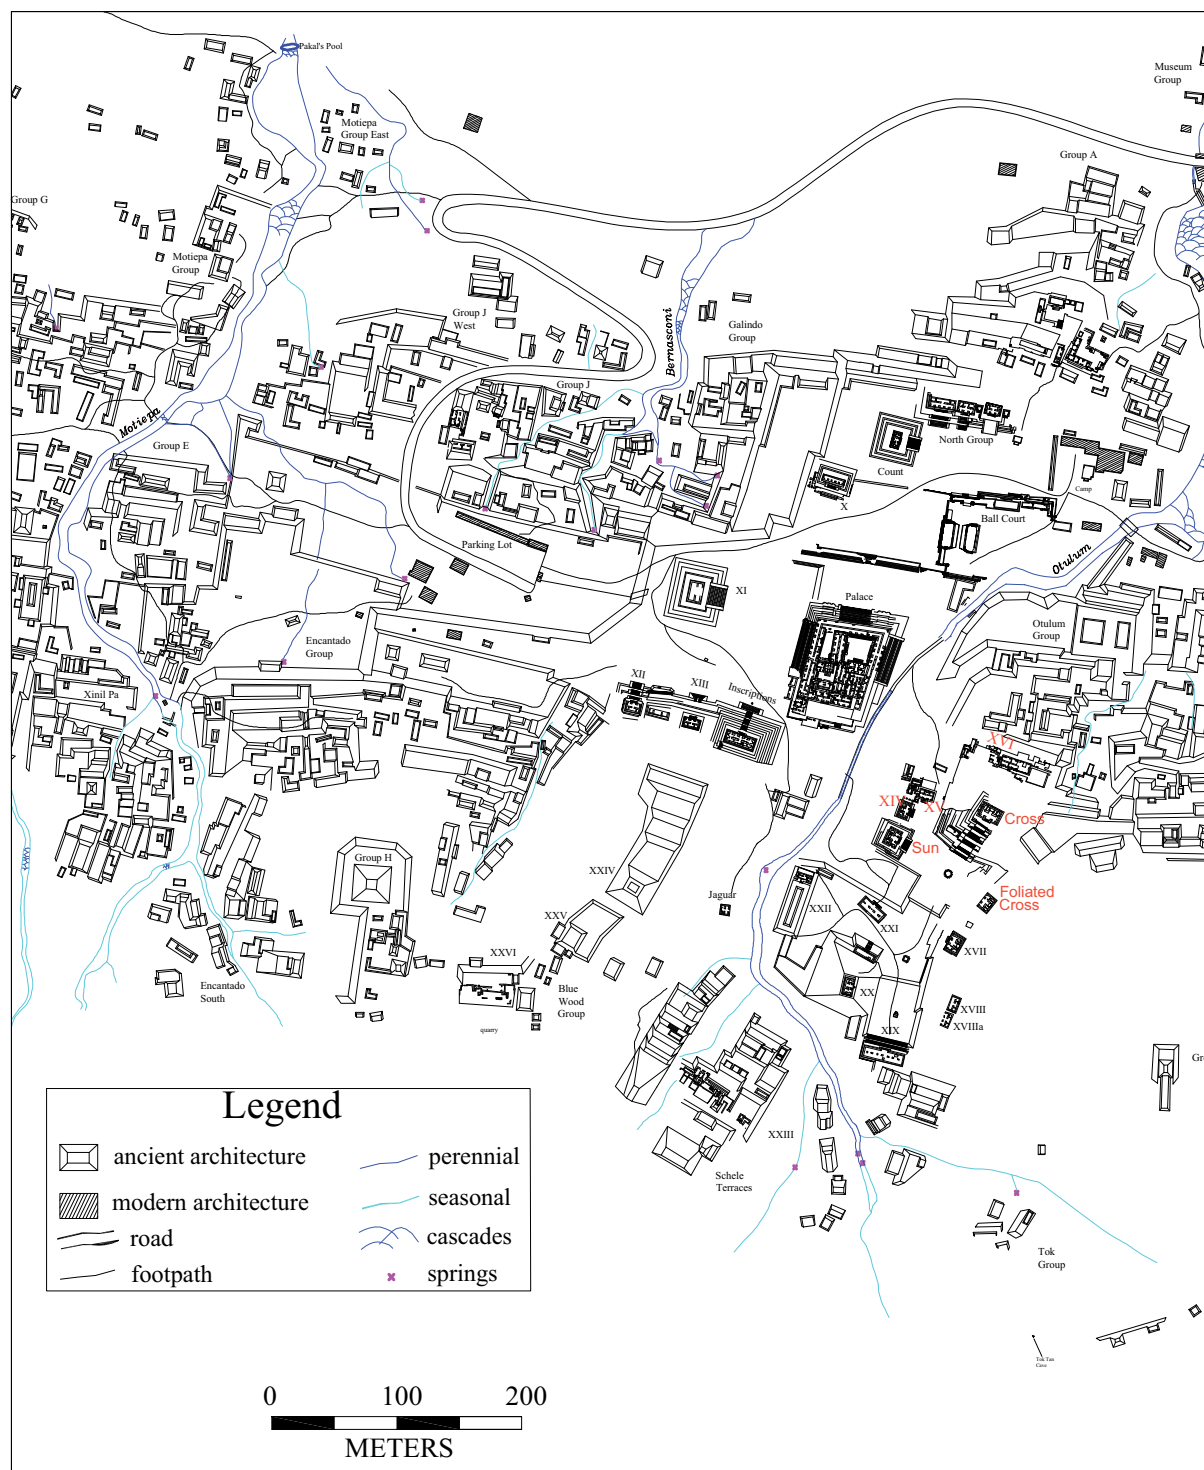 Pakal's Pool
Museum
Group
Motiepa
Group East
Group A
Group G
Motiepa
Group
Group J
West
Bernasconi
Galindo
Group
Group J
Motiepa
Group E
North Group
Count
X
Camp
Ball Court
Parking Lot
Otulum
XI
Palace
Otulum
Group
Encantado
Group
Xinil Pa
XII
XIII
Inscriptions
XVI
XIV
XV
Cross
Sun
Group H
XXIV
Jaguar
Foliated
Cross
XXII
XXI
XXV
XVII
XXVI
Encantado
South
Blue
Wood
Group
XX
XVIII
XVIIIa
quarry
XIX
Gr
Legend
ancient architecture
perennial
modern architecture
seasonal
road
cascades
footpath
springs
XXIII
Schele
Terraces
Tok
Group
Tok Tan
Cave
0 100 200
METERS